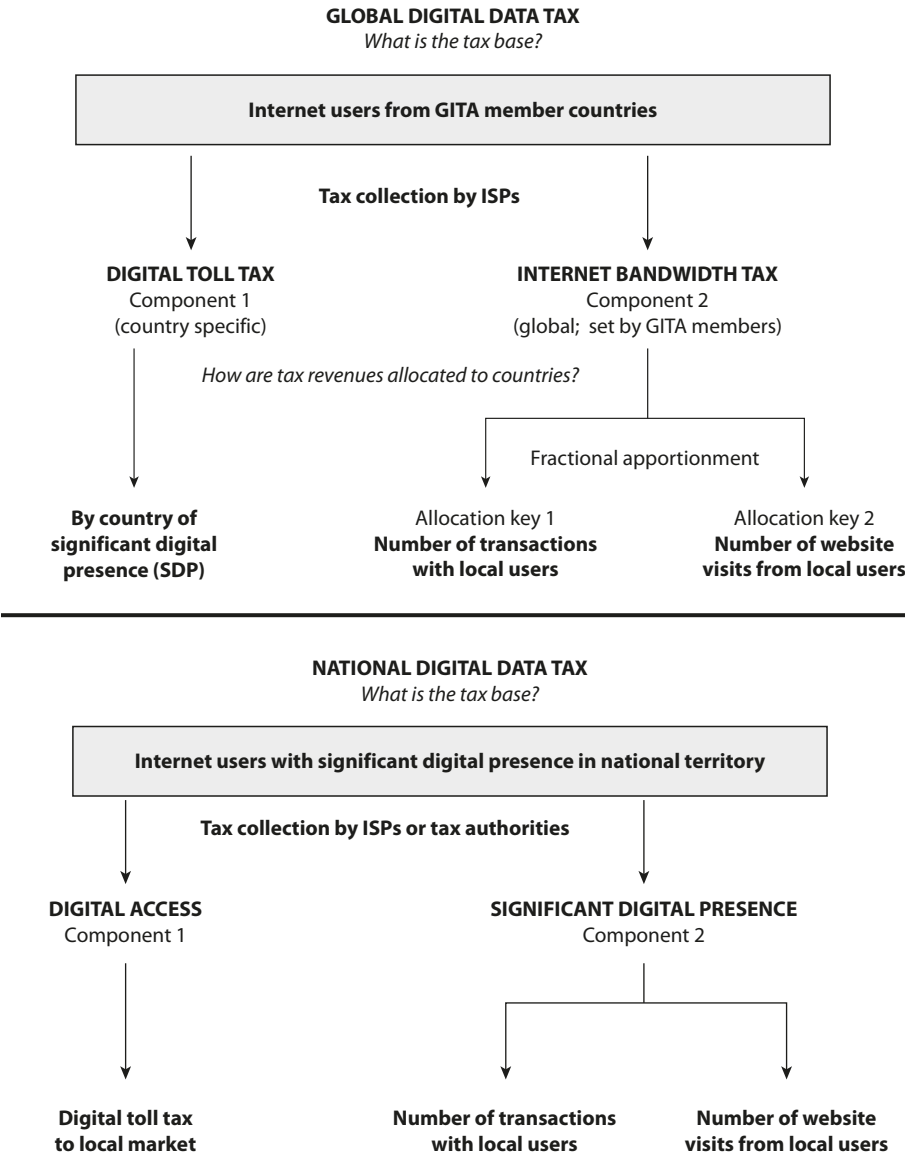 GLOBAL DIGITAL DATA TAX
What is the tax base?
Internet users from GITA member countries
Tax collection by ISPs
DIGITAL TOLL TAX
Component 1
(country specific)
INTERNET BANDWIDTH TAX
Component 2
(global; set by GITA members)
How are tax revenues allocated to countries?
Fractional apportionment
By country of
significant digital
presence (SDP)
Allocation key 1
Number of transactions
with local users
Allocation key 2
Number of website
visits from local users
NATIONAL DIGITAL DATA TAX
What is the tax base?
Internet users with significant digital presence in national territory
Tax collection by ISPs or tax authorities
DIGITAL ACCESS
Component 1
SIGNIFICANT DIGITAL PRESENCE
Component 2
Digital toll tax
to local market
Number of transactions
with local users
Number of website
visits from local users